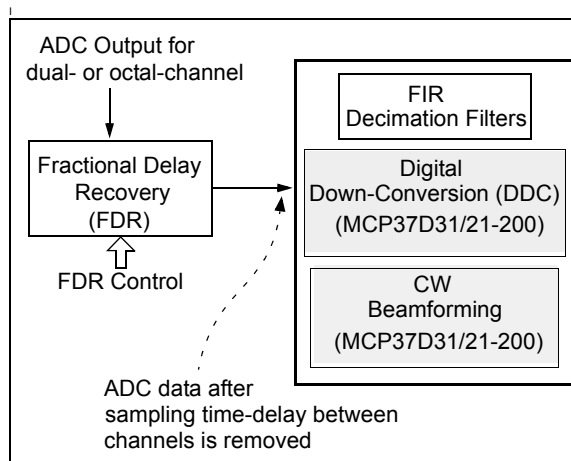 ADC Output for
dual- or octal-channel
Fractional Delay
Recovery
(FDR)
FDR Control
FIR
Decimation Filters
Digital
Down-Conversion (DDC)
(MCP37D31/21-200)
CW
Beamforming
(MCP37D31/21-200)
ADC data after
sampling time-delay between
channels is removed